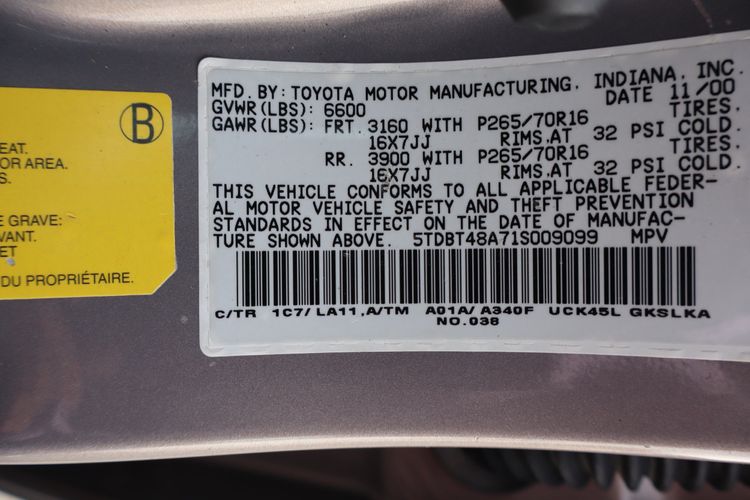 B
EAT.
OR AREA.
S.
E GRAVE:
VANT.
ET
DU PROPRIÉTAIRE.
MFD. BY: TOYOTA MOTOR MANUFACTURING, INDIANA, INC.
GVWR(LBS): 6600 DATE 11/00
GAWR(LBS): FRT. 3160 WITH P265/70R16 TIRES,
16X7JJ RIMS,AT 32 PSI COLD.
RR. 3900 WITH P265/70R16 TIRES,
16X7JJ RIMS,AT 32 PSI COLD.
THIS VEHICLE CONFORMS TO ALL APPLICABLE FEDER-
AL MOTOR VEHICLE SAFETY AND THEFT PREVENTION
STANDARDS IN EFFECT ON THE DATE OF MANUFAC-
TURE SHOWN ABOVE. 5TDBT48A71S009099 MPV
C/TR 1C7/LA11,A/TM A01A/A340F UCK45L GKSLKA
NO.038